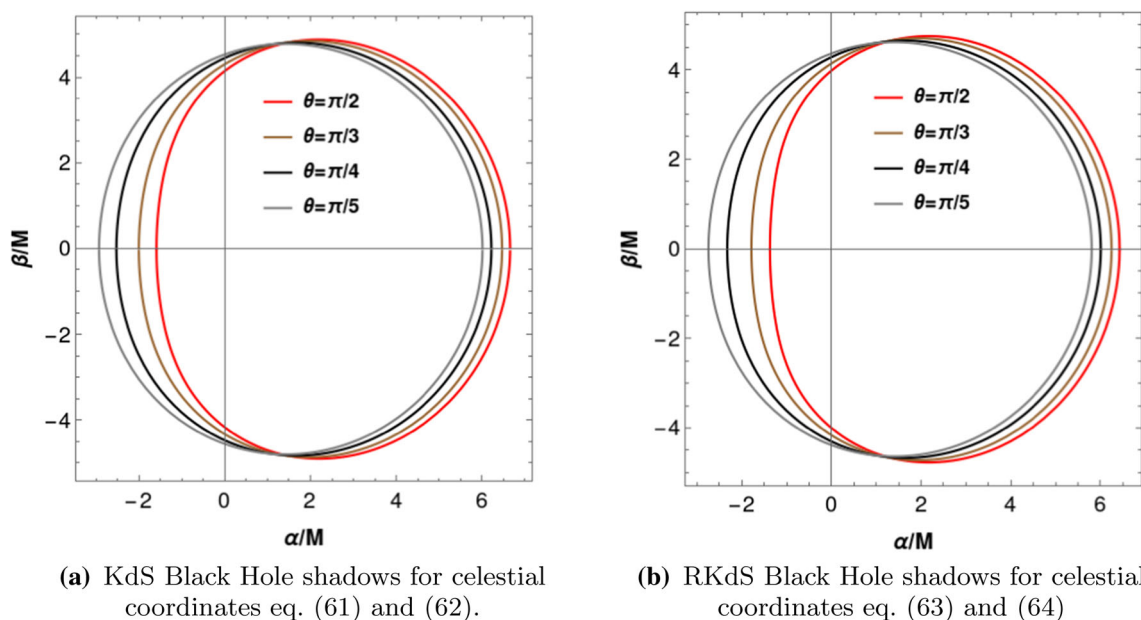 4
2
0
−2
−4
β/M
θ=π/2
θ=π/3
θ=π/4
θ=π/5
−2 0 2 4 6
α/M
(a) KdS Black Hole shadows for celestial
coordinates eq. (61) and (62).
4
2
0
−2
−4
β/M
θ=π/2
θ=π/3
θ=π/4
θ=π/5
−2 0 2 4 6
α/M
(b) RKdS Black Hole shadows for celestial
coordinates eq. (63) and (64)